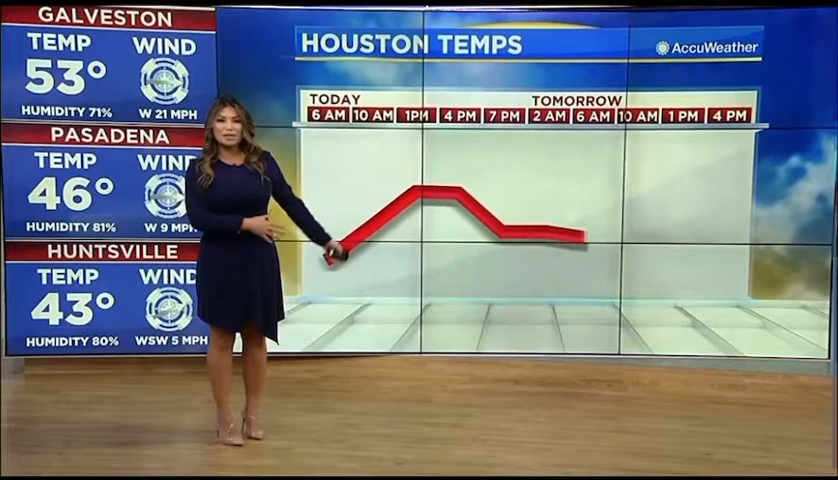 GALVESTON
TEMP WIND
53°
HUMIDITY 71% W 21 MPH
PASADENA
TEMP WIND
46°
HUMIDITY 81% W 9 MPH
HUNTSVILLE
TEMP WIND
43°
HUMIDITY 80% WSW 5 MPH
HOUSTON TEMPS
AccuWeather
TODAY TOMORROW
6 AM 10 AM 1PM 4 PM 7 PM 2 AM 6 AM 10 AM 1 PM 4 PM